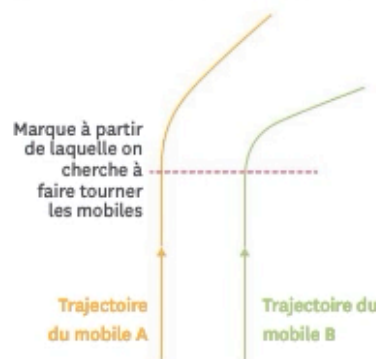 Marque à partir
de laquelle on
cherche à
faire tourner
les mobiles
Trajectoire
du mobile A
Trajectoire du
mobile B